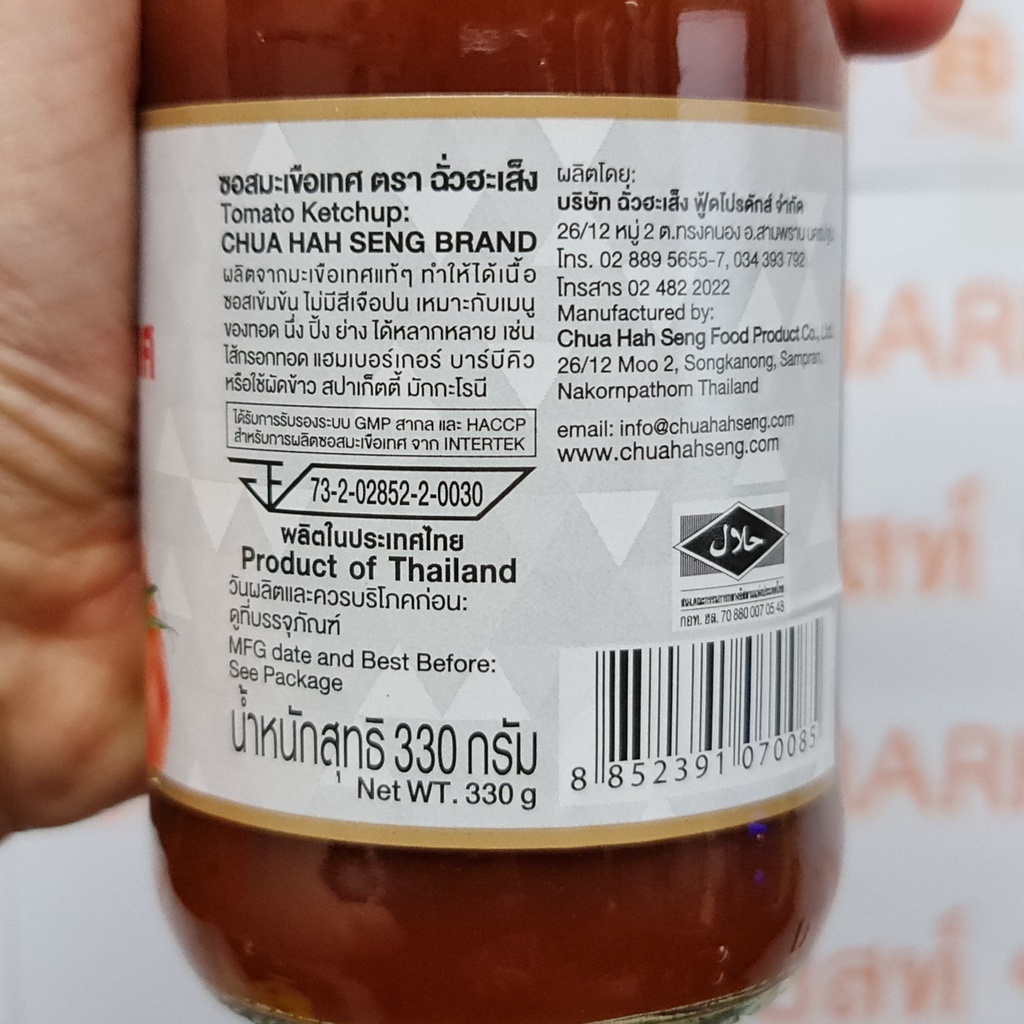 ซอสมะเขือเทศ ตรา ฉั่วฮะเส็ง
Tomato Ketchup:
CHUA HAH SENG BRAND
ผลิตจากมะเขือเทศแท้ๆ ทำให้ได้เนื้อ
ซอสเข้มข้น ไม่มีสีเจือปน เหมาะกับเมนู
ของทอด นึ่ง ปิ้ง ย่าง ได้หลากหลาย เช่น
ไส้กรอกทอด แฮมเบอร์เกอร์ บาร์บีคิว
หรือใช้ผัดข้าว สปาเก็ตตี้ มักกะโรนี
ได้รับการรับรองระบบ GMP สากล และ HACCP
สำหรับการผลิตซอสมะเขือเทศ จาก INTERTEK
73-2-02852-2-0030
ผลิตในประเทศไทย
Product of Thailand
วันผลิตและควรบริโภคก่อน:
ดูที่บรรจุภัณฑ์
MFG date and Best Before:
See Package
น้ำหนักสุทธิ 330 กรัม
Net WT. 330 g
ผลิตโดย:
บริษัท ฉั่วฮะเส็ง ฟู้ดโปรดักส์ จำกัด
26/12 หมู่ 2 ต.ทรงคนอง อ.สามพราน
โทร. 02 889 5655-7, 034 393 792
โทรสาร 02 482 2022
Manufactured by:
Chua Hah Seng Food Product Co., Ltd.
26/12 Moo 2, Songkanong, Sampran,
Nakornpathom Thailand
email: info@chuahahseng.com
www.chuahahseng.com
حلال
กอท. ฮล. 70 880 007 05 48
8 852391 070085